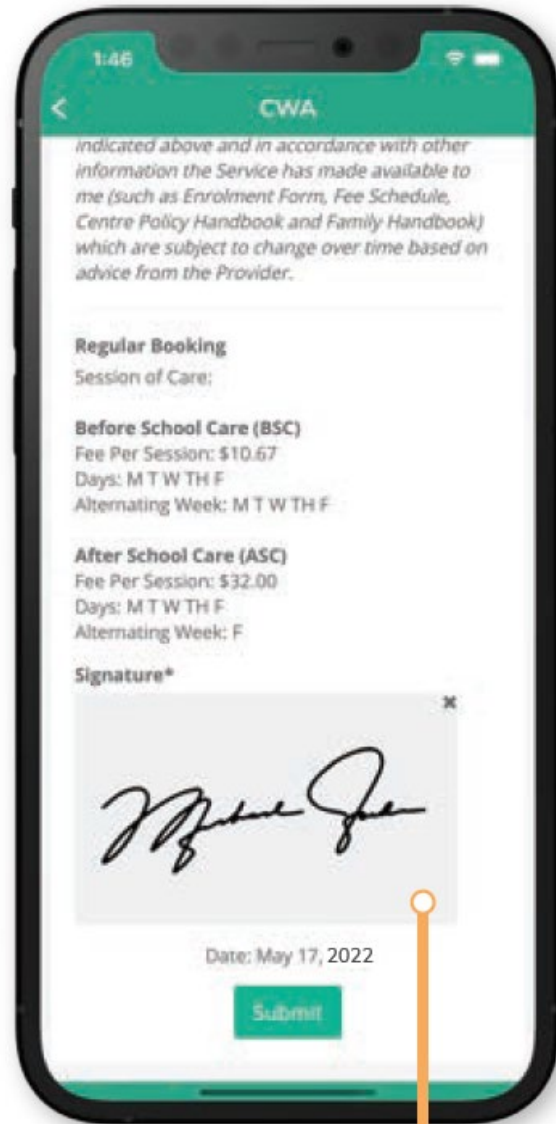 1:46
CWA
indicated above and in accordance with other
information the Service has made available to
me (such as Enrolment Form, Fee Schedule,
Centre Policy Handbook and Family Handbook)
which are subject to change over time based on
advice from the Provider.
Regular Booking
Session of Care:
Before School Care (BSC)
Fee Per Session: $10.67
Days: M T W TH F
Alternating Week: M T W TH F
After School Care (ASC)
Fee Per Session: $32.00
Days: M T W TH F
Alternating Week: F
Signature*
Date: May 17, 2022
Submit